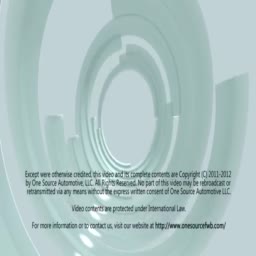 Except were otherwise credited, this video and its complete contents are Copyright (C) 2011-2012
by One Source Automotive, LLC. All Rights Reserved. No part of this video may be rebroadcast or
retransmitted via any means without the express written consent of One Source Automotive LLC.
Video contents are protected under International Law.
For more information or to contact us, visit our website at http://www.onesourcefwb.com/